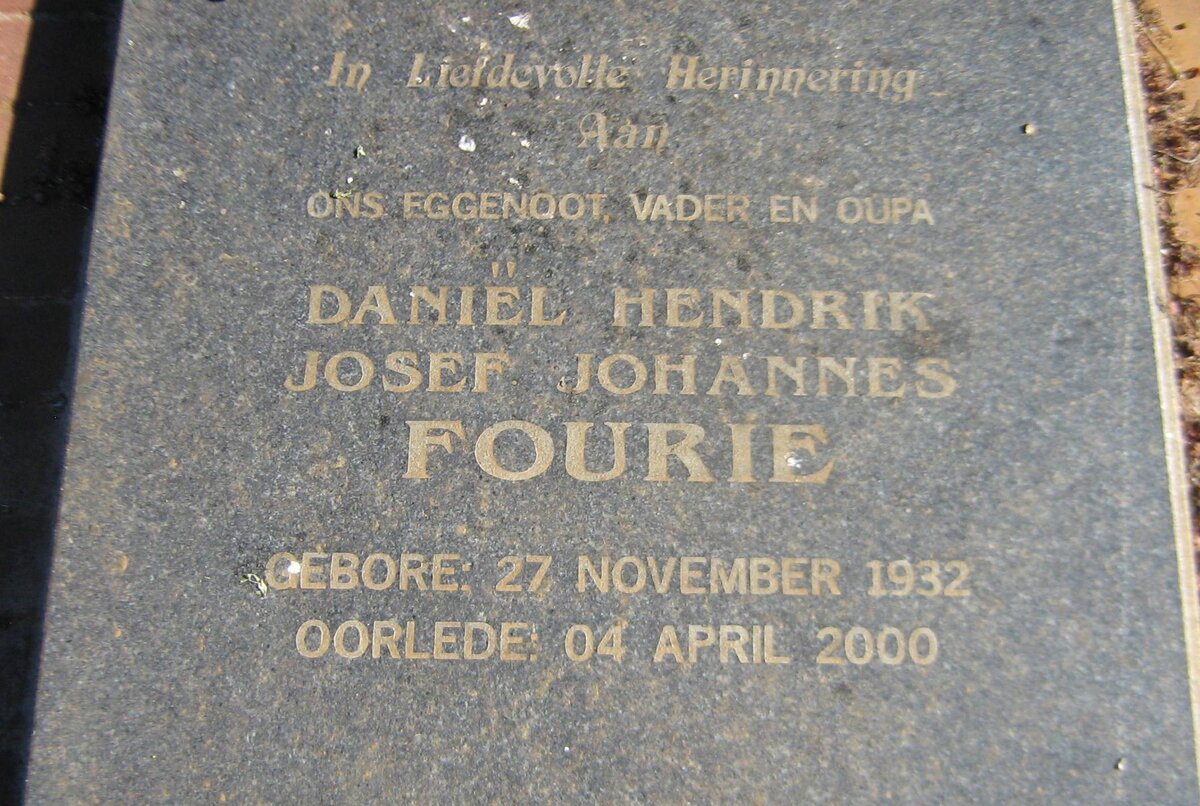 In Liefdevolle Herinnering
Aan
ONS EGGENOOT, VADER EN OUPA
DANIËL HENDRIK
JOSEF JOHANNES
FOURIE
GEBORE: 27 NOVEMBER 1932
OORLEDE: 04 APRIL 2000